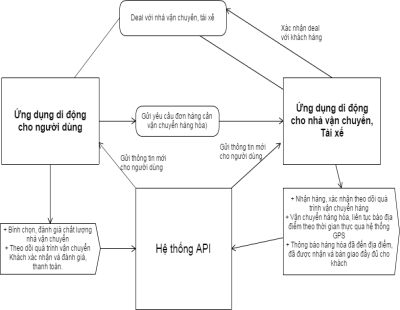 Deal với nhà vận chuyển, tài xế
Xác nhận deal
với khách hàng
Ứng dụng di động
cho người dùng
Gửi yêu cầu đơn hàng cần
vận chuyển hàng hóa)
Ứng dụng di động
cho nhà vận chuyển,
Tài xế
Gửi thông tin mới
cho người dùng
Gửi thông tin mới
cho người dùng
+ Bình chọn, đánh giá chất lượng
nhà vận chuyển
+ Theo dõi quá trình vận chuyển
Khách xác nhận và đánh giá,
thanh toán.
Hệ thống API
+ Nhận hàng, xác nhận theo dõi quá
trình vận chuyển hàng
+ Vận chuyển hàng hóa, liên tục báo địa
điểm theo thời gian thực qua hệ thống
GPS
+ Thông báo hàng hóa đã đến địa điểm,
đã được nhận và bàn giao đầy đủ cho
khách